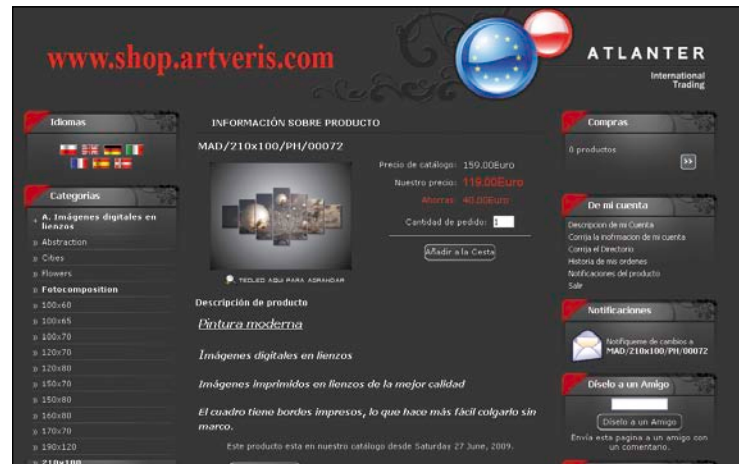 www.shop.artveris.com
ATLANTER
International
Trading
Idiomas
Categorias
+ A. Imágenes digitales en
lienzos
» Abstraction
» Cities
» Flowers
» Fotocomposition
» 100x60
» 100x65
» 100x70
» 120x70
» 120x80
» 150x70
» 150x80
» 160x80
» 170x70
» 190x120
» 210x100
INFORMACIÓN SOBRE PRODUCTO
MAD/210x100/PH/00072
Precio de catálogo: 159.00Euro
Nuestro precio: 119.00Euro
Ahorras: 40.00Euro
Cantidad de pedido: 1
Añadir a la Cesta
TECLEO AQUI PARA AGRANDAR
Descripción de producto
Pintura moderna
Imágenes digitales en lienzos
Imágenes imprimidos en lienzos de la mejor calidad
El cuadro tiene bordes impresos, lo que hace más fácil colgarlo sin
marco.
Este producto esta en nuestro catálogo desde Saturday 27 June, 2009.
Compras
0 productos
»
De mi cuenta
Descripcion de mi Cuenta
Corrija la inofrmacion de mi cuenta
Corrija el Directorio
Historia de mis ordenes
Notificaciones del producto
Salir
Notificaciones
Notifiqueme de cambios a
MAD/210x100/PH/00072
Díselo a un Amigo
Díselo a un Amigo
Envía esta pagina a un amigo con
un comentario.